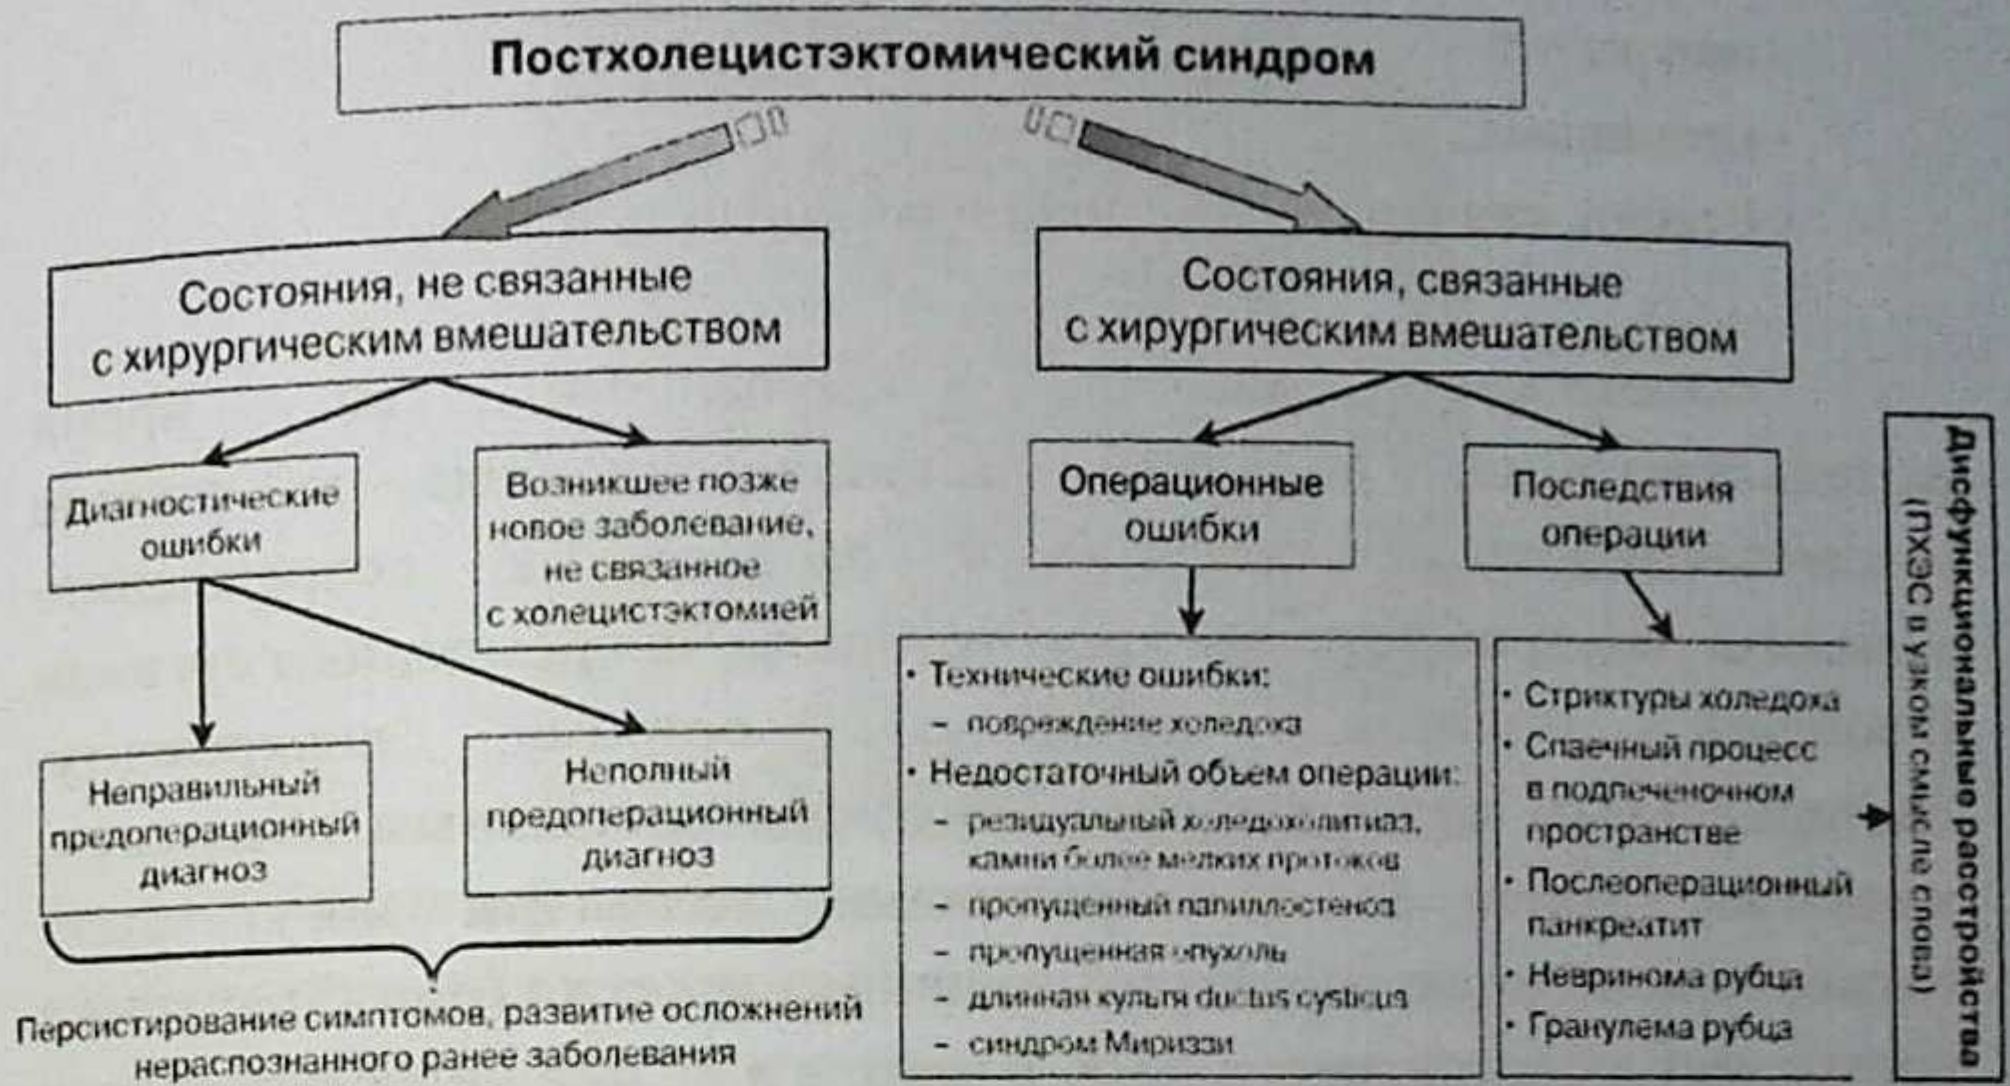 Постхолецистэктомический синдром
Состояния, не связанные
с хирургическим вмешательством
Состояния, связанные
с хирургическим вмешательством
Диагностические
ошибки
Возникшее позже
новое заболевание,
не связанное
с холецистэктомией
Операционные
ошибки
Последствия
операции
Неправильный
предоперационный
диагноз
Неполный
предоперационный
диагноз
Персистирование симптомов, развитие осложнений
нераспознанного ранее заболевания
• Технические ошибки:
– повреждение холедоха
• Недостаточный объем операции:
– резидуальный холедохолитиаз,
камни более мелких протоков
– пропущенный папиллостеноз
– пропущенная опухоль
– длинная культя ductus cysticus
– синдром Мириззи
• Стриктуры холедоха
• Спаечный процесс
в подпеченочном
пространстве
• Послеоперационный
панкреатит
• Невринома рубца
• Гранулема рубца
Дисфункциональные расстройства
(ПХЭС в узком смысле слова)